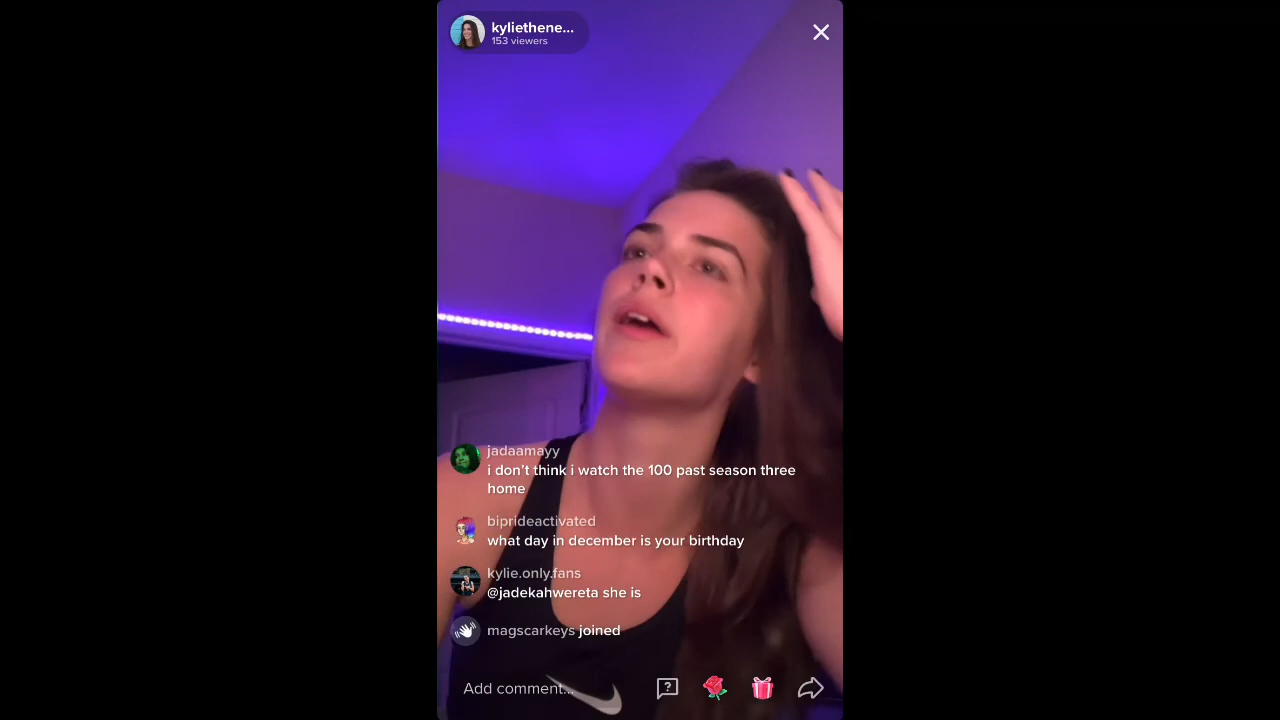 kyliethene...
153 viewers
jadaamayy
i don't think i watch the 100 past season three
home
biprideactivated
what day in december is your birthday
kylie.only.fans
@jadekahwereta she is
magscarkeys joined
Add comment...